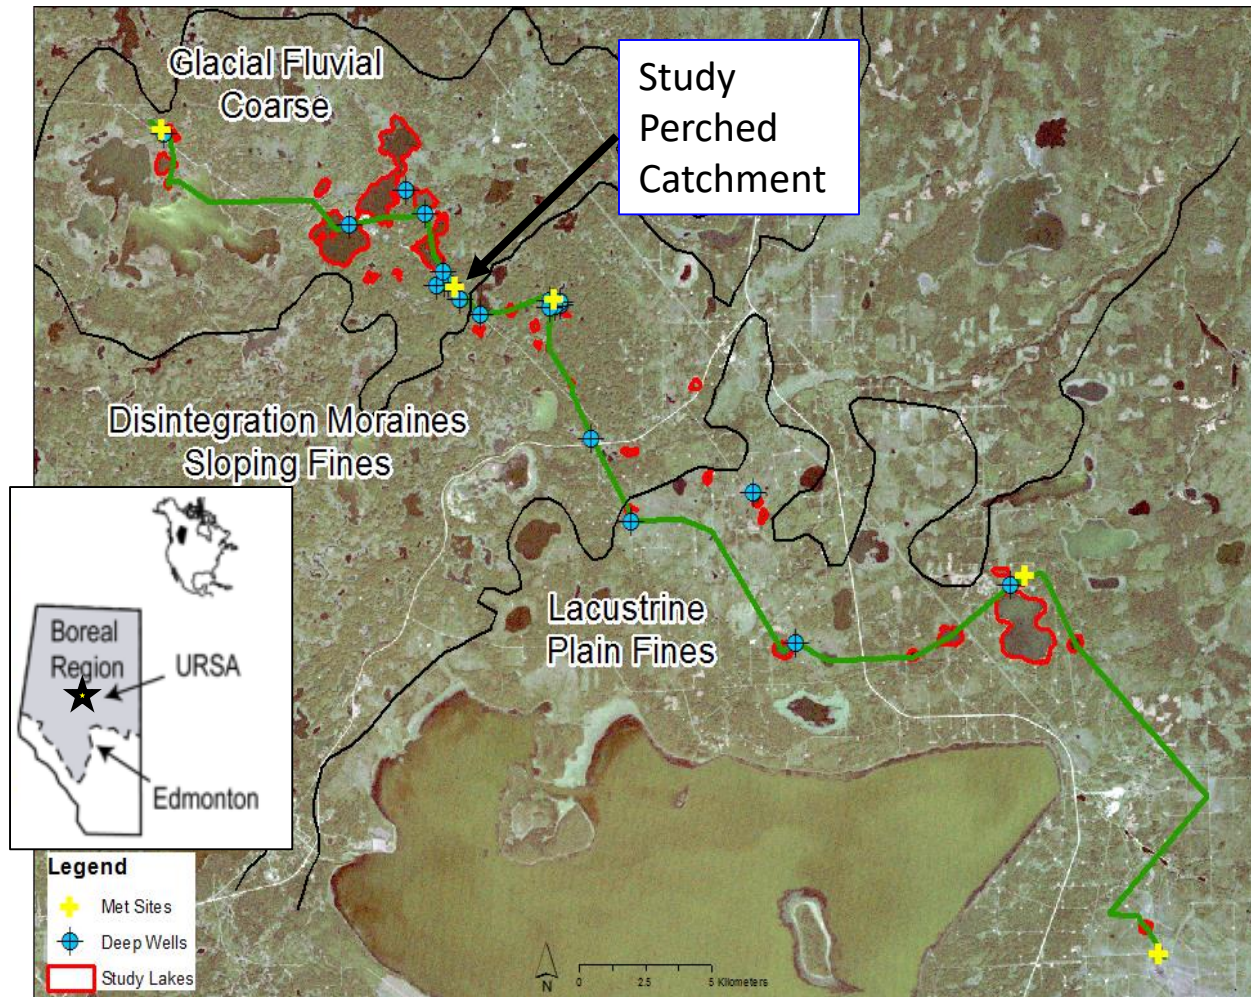 Glacial Fluvial
Coarse
Study
Perched
Catchment
Disintegration Moraines
Sloping Fines
Lacustrine
Plain Fines
Boreal
Region
URSA
Edmonton
Legend
Met Sites
Deep Wells
Study Lakes
N
0 2.5 5 Kilometers